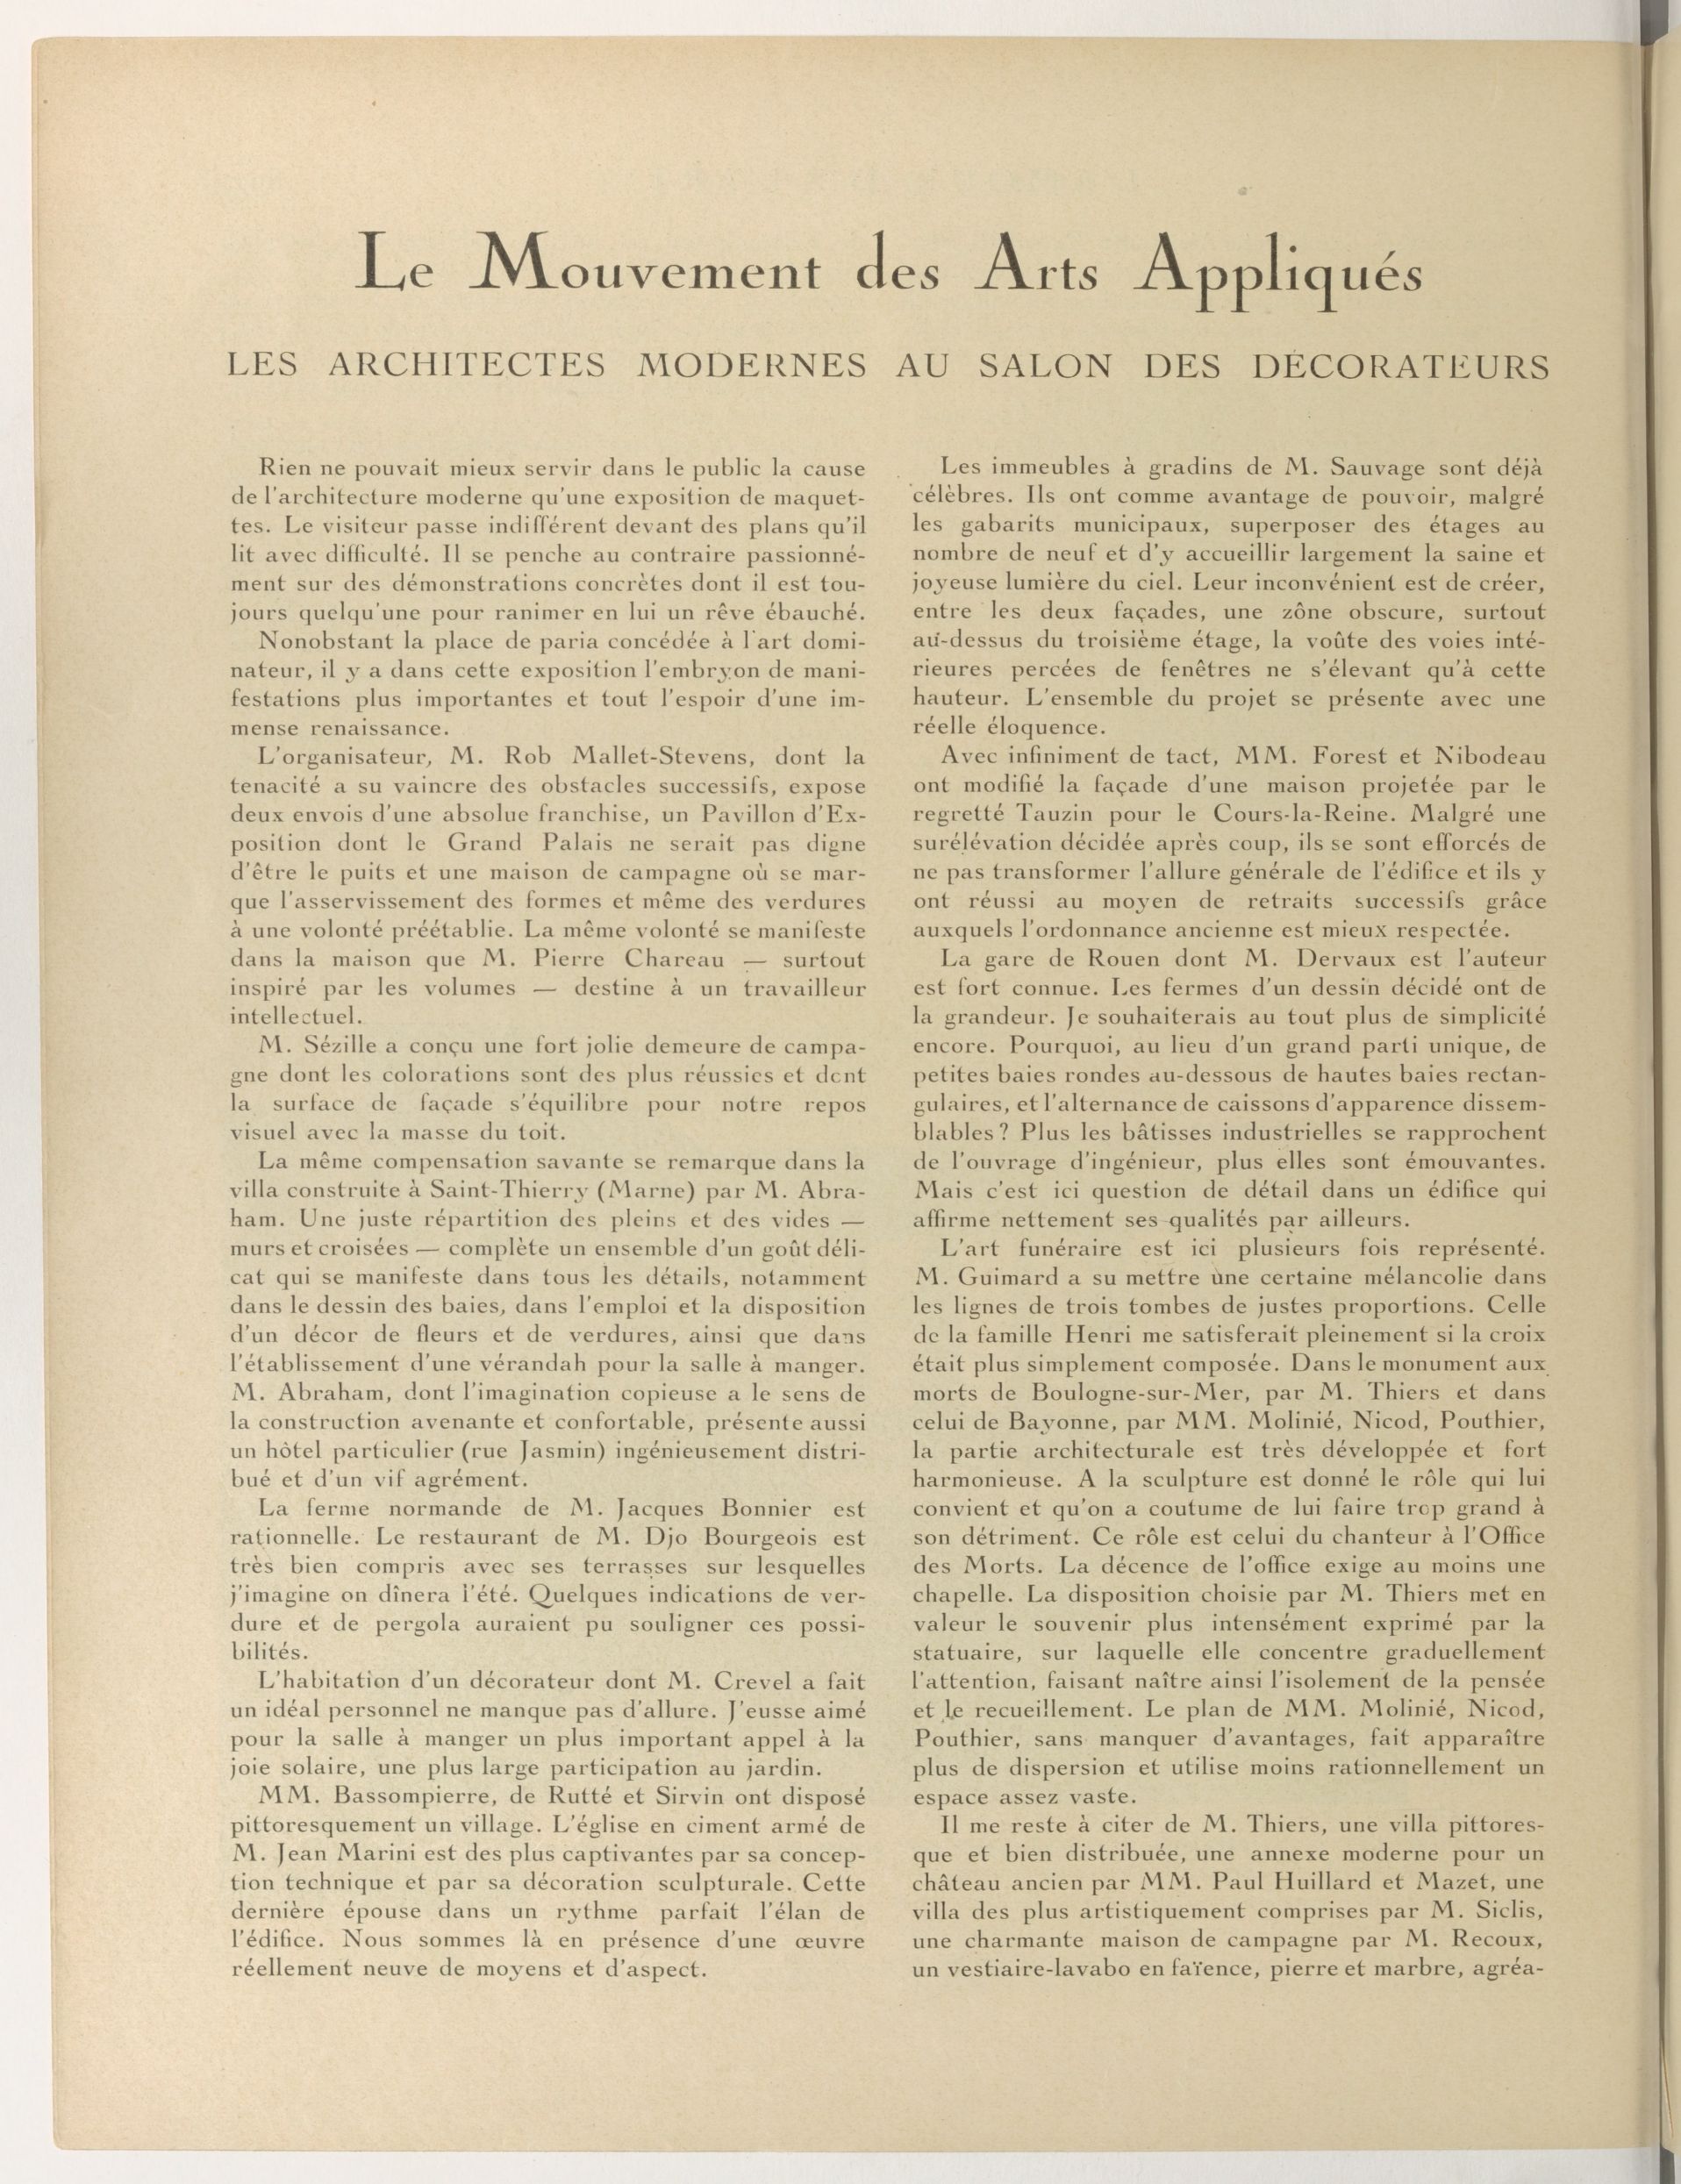 Le Mouvement des Arts Appliqués
LES ARCHITECTES MODERNES AU SALON DES DÉCORATEURS
Rien ne pouvait mieux servir dans le public la cause
de l'architecture moderne qu'une exposition de maquet-
tes. Le visiteur passe indifférent devant des plans qu'il
lit avec difficulté. Il se penche au contraire passionné-
ment sur des démonstrations concrètes dont il est tou-
jours quelqu'une pour ranimer en lui un rêve ébauché.
Nonobstant la place de paria concédée à l'art domi-
nateur, il y a dans cette exposition l'embryon de mani-
festations plus importantes et tout l'espoir d'une im-
mense renaissance.
L'organisateur, M. Rob Mallet-Stevens, dont la
tenacité a su vaincre des obstacles successifs, expose
deux envois d'une absolue franchise, un Pavillon d'Ex-
position dont le Grand Palais ne serait pas digne
d'être le puits et une maison de campagne où se mar-
que l'asservissement des formes et même des verdures
à une volonté préétablie. La même volonté se manifeste
dans la maison que M. Pierre Chareau — surtout
inspiré par les volumes — destine à un travailleur
intellectuel.
M. Sézille a conçu une fort jolie demeure de campa-
gne dont les colorations sont des plus réussies et dont
la surface de façade s'équilibre pour notre repos
visuel avec la masse du toit.
La même compensation savante se remarque dans la
villa construite à Saint-Thierry (Marne) par M. Abra-
ham. Une juste répartition des pleins et des vides —
murs et croisées — complète un ensemble d'un goût déli-
cat qui se manifeste dans tous les détails, notamment
dans le dessin des baies, dans l'emploi et la disposition
d'un décor de fleurs et de verdures, ainsi que dans
l'établissement d'une vérandah pour la salle à manger.
M. Abraham, dont l'imagination copieuse a le sens de
la construction avenante et confortable, présente aussi
un hôtel particulier (rue Jasmin) ingénieusement distri-
bué et d'un vif agrément.
La ferme normande de M. Jacques Bonnier est
rationnelle. Le restaurant de M. Djo Bourgeois est
très bien compris avec ses terrasses sur lesquelles
j'imagine on dînera l'été. Quelques indications de ver-
dure et de pergola auraient pu souligner ces possi-
bilités.
L'habitation d'un décorateur dont M. Crevel a fait
un idéal personnel ne manque pas d'allure. J'eusse aimé
pour la salle à manger un plus important appel à la
joie solaire, une plus large participation au jardin.
MM. Bassompierre, de Rutté et Sirvin ont disposé
pittoresquement un village. L'église en ciment armé de
M. Jean Marini est des plus captivantes par sa concep-
tion technique et par sa décoration sculpturale. Cette
dernière épouse dans un rythme parfait l'élan de
l'édifice. Nous sommes là en présence d'une œuvre
réellement neuve de moyens et d'aspect.
Les immeubles à gradins de M. Sauvage sont déjà
célèbres. Ils ont comme avantage de pouvoir, malgré
les gabarits municipaux, superposer des étages au
nombre de neuf et d'y accueillir largement la saine et
joyeuse lumière du ciel. Leur inconvénient est de créer,
entre les deux façades, une zône obscure, surtout
au-dessus du troisième étage, la voûte des voies inté-
rieures percées de fenêtres ne s'élevant qu'à cette
hauteur. L'ensemble du projet se présente avec une
réelle éloquence.
Avec infiniment de tact, MM. Forest et Nibodeau
ont modifié la façade d'une maison projetée par le
regretté Tauzin pour le Cours-la-Reine. Malgré une
surélévation décidée après coup, ils se sont efforcés de
ne pas transformer l'allure générale de l'édifice et ils y
ont réussi au moyen de retraits successifs grâce
auxquels l'ordonnance ancienne est mieux respectée.
La gare de Rouen dont M. Dervaux est l'auteur
est fort connue. Les fermes d'un dessin décidé ont de
la grandeur. Je souhaiterais au tout plus de simplicité
encore. Pourquoi, au lieu d'un grand parti unique, de
petites baies rondes au-dessous de hautes baies rectan-
gulaires, et l'alternance de caissons d'apparence dissem-
blables ? Plus les bâtisses industrielles se rapprochent
de l'ouvrage d'ingénieur, plus elles sont émouvantes.
Mais c'est ici question de détail dans un édifice qui
affirme nettement ses qualités par ailleurs.
L'art funéraire est ici plusieurs fois représenté.
M. Guimard a su mettre une certaine mélancolie dans
les lignes de trois tombes de justes proportions. Celle
de la famille Henri me satisferait pleinement si la croix
était plus simplement composée. Dans le monument aux
morts de Boulogne-sur-Mer, par M. Thiers et dans
celui de Bayonne, par MM. Molinié, Nicod, Pouthier,
la partie architecturale est très développée et fort
harmonieuse. A la sculpture est donné le rôle qui lui
convient et qu'on a coutume de lui faire trop grand à
son détriment. Ce rôle est celui du chanteur à l'Office
des Morts. La décence de l'office exige au moins une
chapelle. La disposition choisie par M. Thiers met en
valeur le souvenir plus intensément exprimé par la
statuaire, sur laquelle elle concentre graduellement
l'attention, faisant naître ainsi l'isolement de la pensée
et le recueillement. Le plan de MM. Molinié, Nicod,
Pouthier, sans manquer d'avantages, fait apparaître
plus de dispersion et utilise moins rationnellement un
espace assez vaste.
Il me reste à citer de M. Thiers, une villa pittores-
que et bien distribuée, une annexe moderne pour un
château ancien par MM. Paul Huillard et Mazet, une
villa des plus artistiquement comprises par M. Siclis,
une charmante maison de campagne par M. Recoux,
un vestiaire-lavabo en faïence, pierre et marbre, agréa-